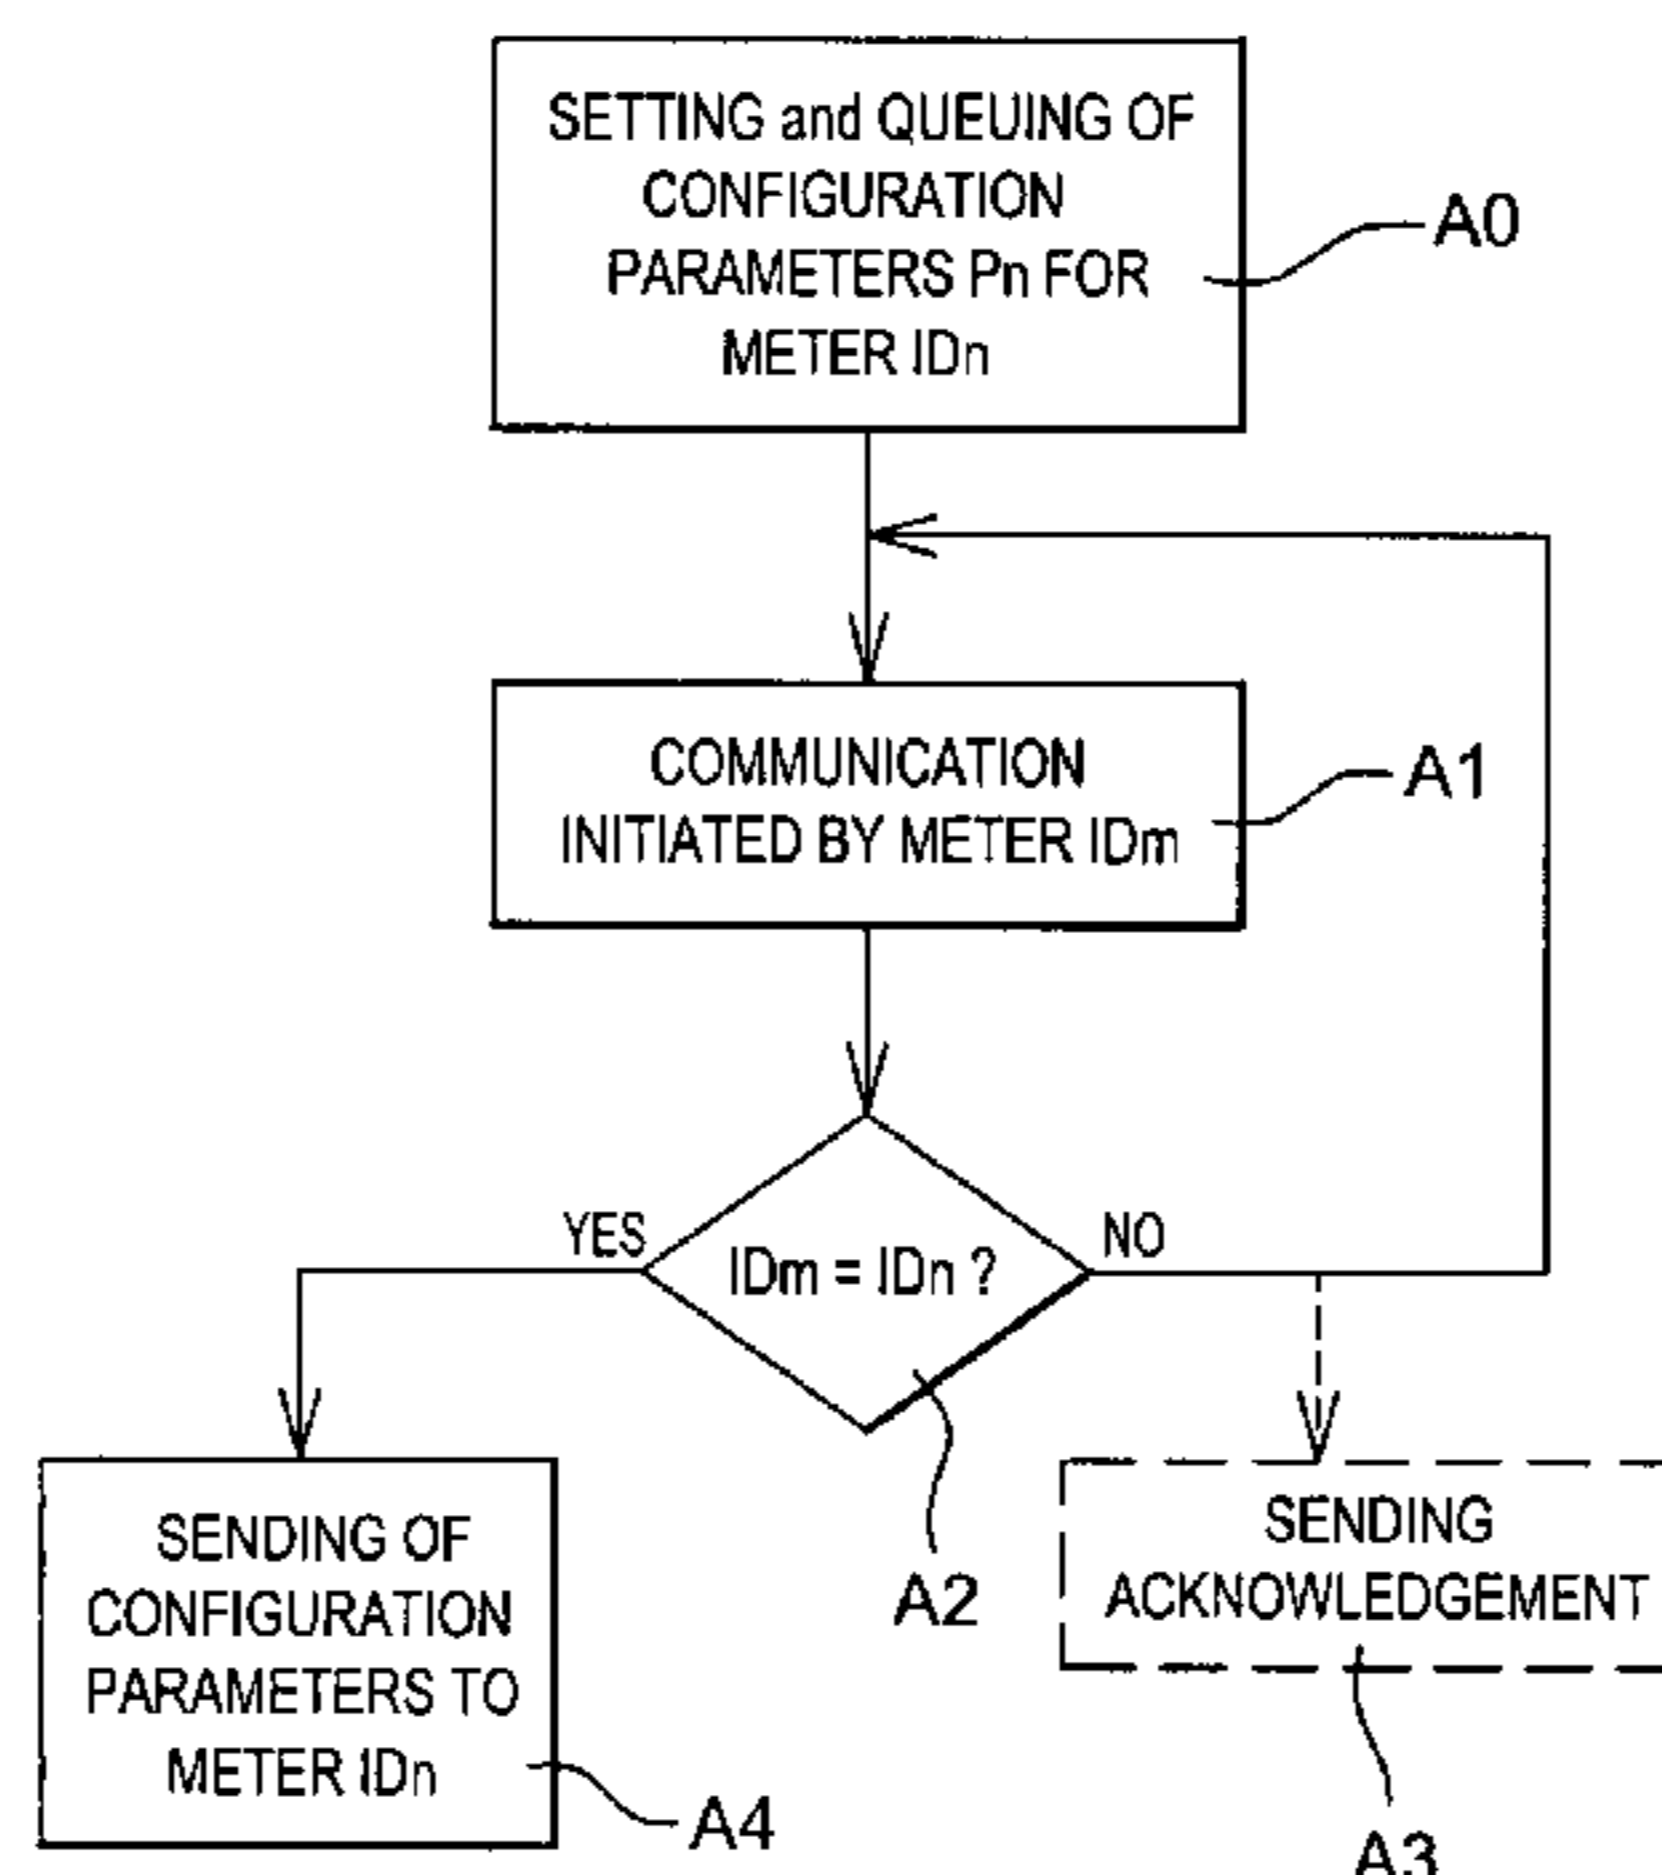 SETTING and QUEUING OF
CONFIGURATION
PARAMETERS Pn FOR
METER IDn
A0
COMMUNICATION
INITIATED BY METER IDm
A1
YES
IDm = IDn ?
NO
A2
SENDING OF
CONFIGURATION
PARAMETERS TO
METER IDn
A4
SENDING
ACKNOWLEDGEMENT
A3